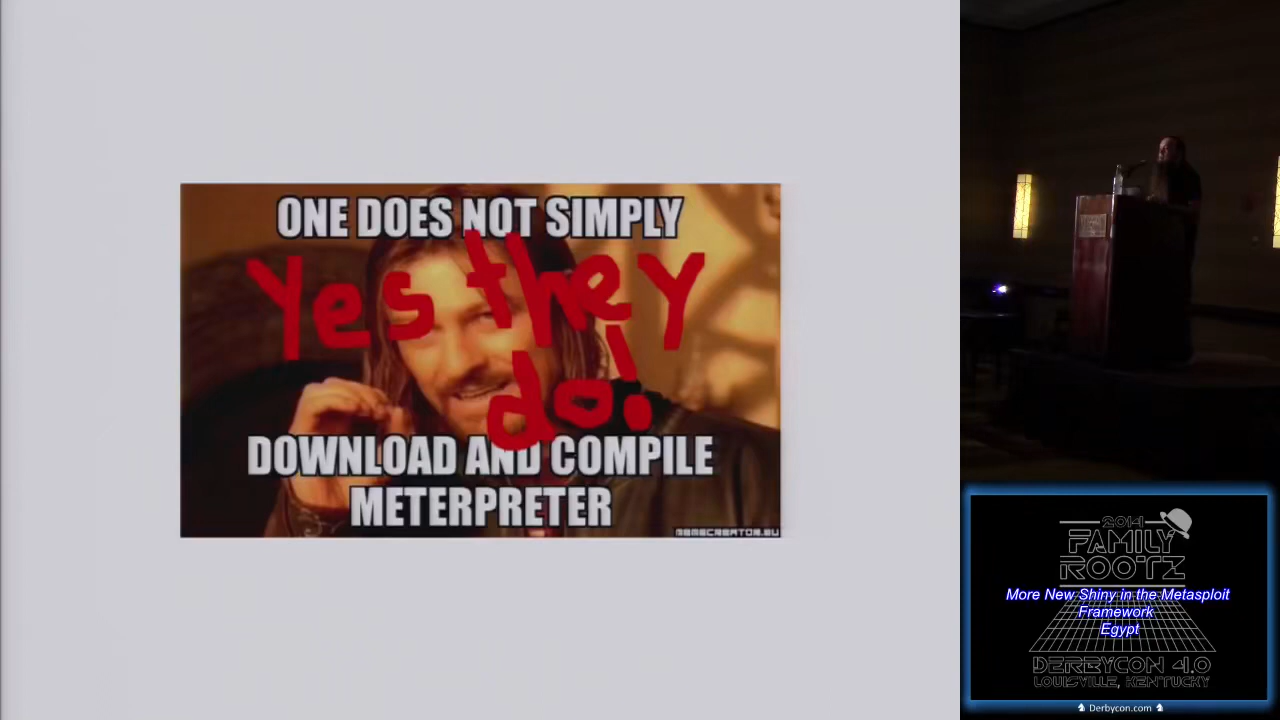 ONE DOES NOT SIMPLY
Yes they
do!
DOWNLOAD AND COMPILE
METERPRETER
MEMECREATOR.EU
2014
FAMILY
ROOTZ
More New Shiny in the Metasploit
Framework
Egypt
DERBYCON 4.0
LOUISVILLE, KENTUCKY
Derbycon.com